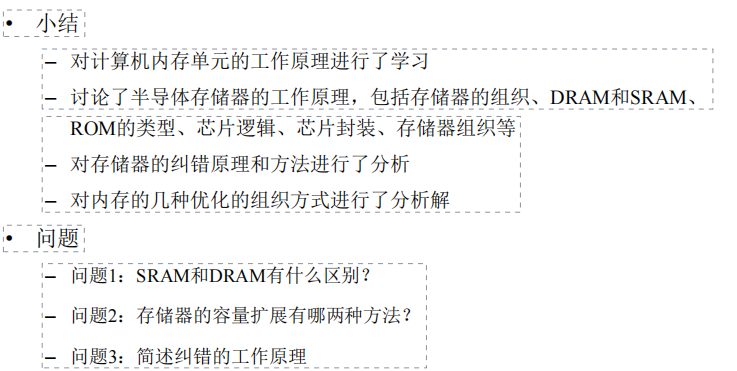 • 小结
– 对计算机内存单元的工作原理进行了学习
– 讨论了半导体存储器的工作原理，包括存储器的组织、DRAM和SRAM、
ROM的类型、芯片逻辑、芯片封装、存储器组织等
– 对存储器的纠错原理和方法进行了分析
– 对内存的几种优化的组织方式进行了分析解
• 问题
– 问题1：SRAM和DRAM有什么区别？
– 问题2：存储器的容量扩展有哪两种方法？
– 问题3：简述纠错的工作原理